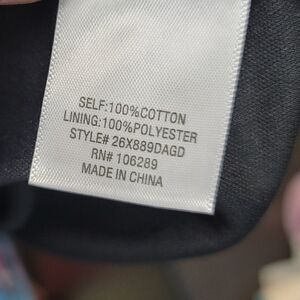 SELF:100%COTTON
LINING:100%POLYESTER
STYLE# 26X889DAGD
RN# 106289
MADE IN CHINA